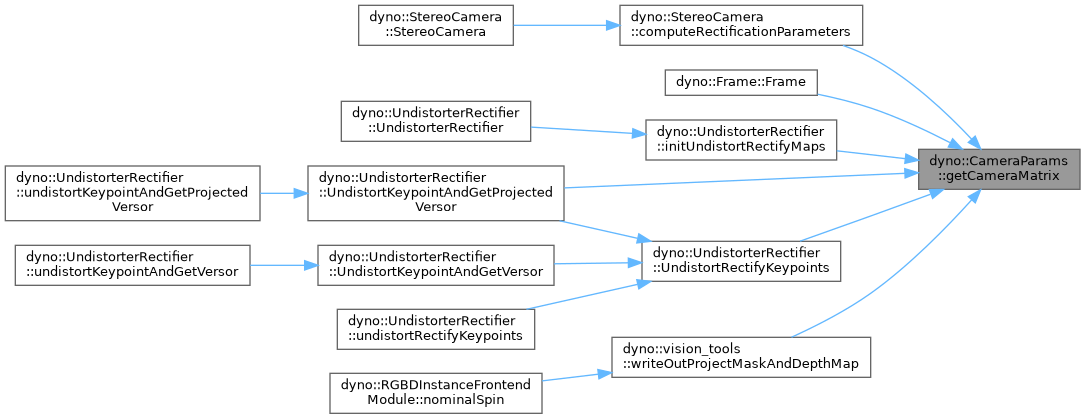 dyno::StereoCamera
::StereoCamera
dyno::StereoCamera
::computeRectificationParameters
dyno::Frame::Frame
dyno::UndistorterRectifier
::UndistorterRectifier
dyno::UndistorterRectifier
::initUndistortRectifyMaps
dyno::CameraParams
::getCameraMatrix
dyno::UndistorterRectifier
::undistortKeypointAndGetProjected
Versor
dyno::UndistorterRectifier
::UndistortKeypointAndGetProjected
Versor
dyno::UndistorterRectifier
::undistortKeypointAndGetVersor
dyno::UndistorterRectifier
::UndistortKeypointAndGetVersor
dyno::UndistorterRectifier
::UndistortRectifyKeypoints
dyno::UndistorterRectifier
::undistortRectifyKeypoints
dyno::vision_tools
::writeOutProjectMaskAndDepthMap
dyno::RGBDInstanceFrontend
Module::nominalSpin